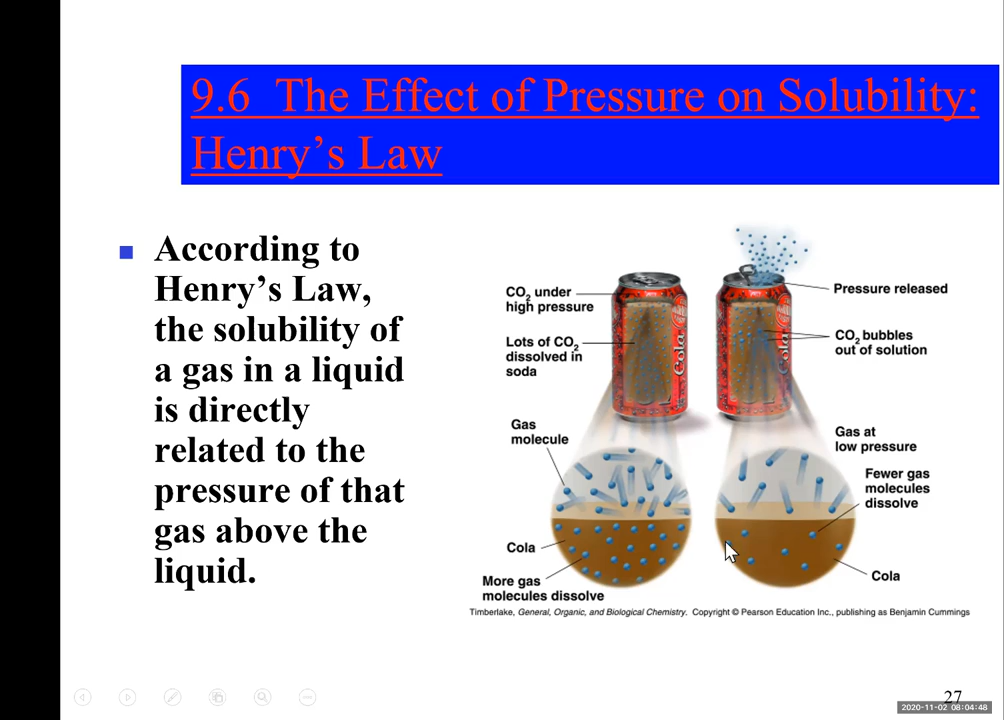 9.6 The Effect of Pressure on Solubility:
Henry's Law
According to
Henry's Law,
the solubility of
a gas in a liquid
is directly
related to the
pressure of that
gas above the
liquid.
CO2 under
high pressure
Lots of CO2
dissolved in
soda
Cola
Cola
Pressure released
CO2 bubbles
out of solution
Gas
molecule
Gas at
low pressure
Fewer gas
molecules
dissolve
Cola
More gas
molecules dissolve
Cola
Timberlake, General, Organic, and Biological Chemistry. Copyright © Pearson Education Inc., publishing as Benjamin Cummings
27
2020-11-02 08:04:48